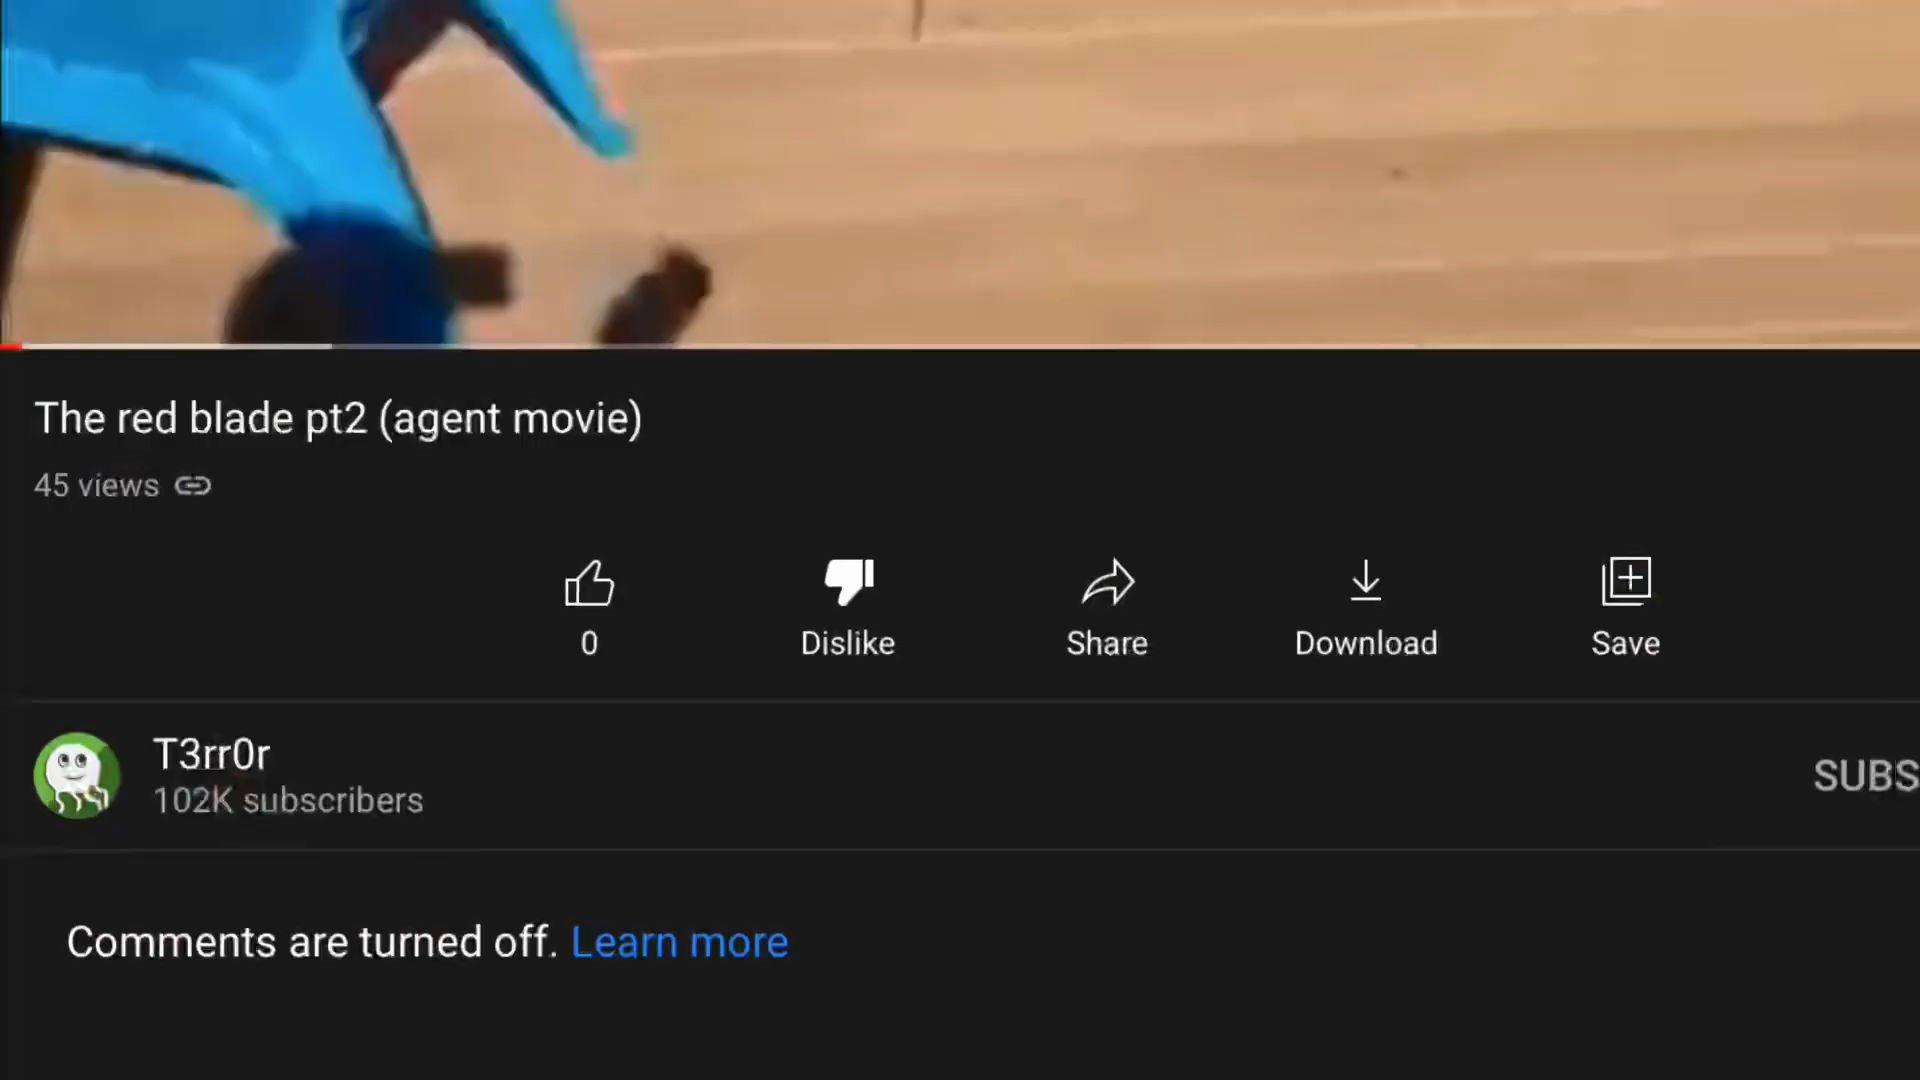 The red blade pt2 (agent movie)
45 views
0
Dislike
Share
Download
Save
T3rr0r
102K subscribers
SUBS
Comments are turned off. Learn more